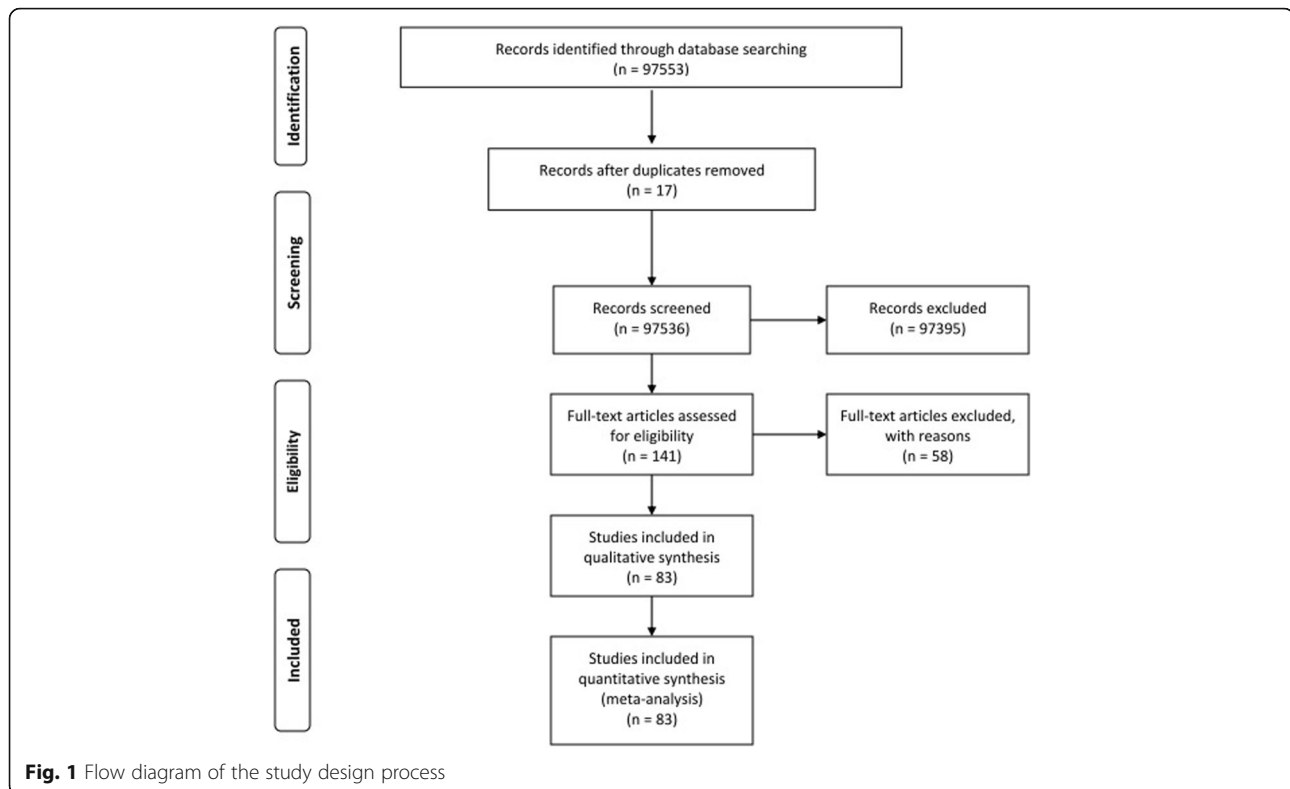 Identification
Records identified through database searching
(n = 97553)
Records after duplicates removed
(n = 17)
Screening
Records screened
(n = 97536)
Records excluded
(n = 97395)
Eligibility
Full-text articles assessed
for eligibility
(n = 141)
Full-text articles excluded,
with reasons
(n = 58)
Studies included in
qualitative synthesis
(n = 83)
Included
Studies included in
quantitative synthesis
(meta-analysis)
(n = 83)
Fig. 1 Flow diagram of the study design process